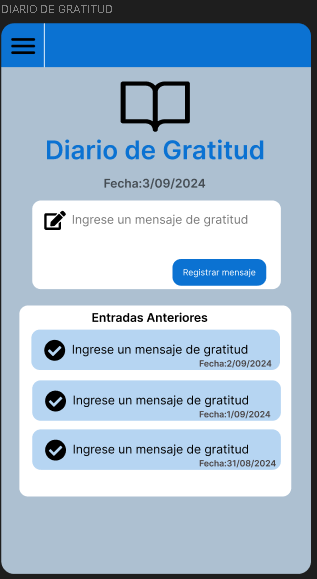 DIARIO DE GRATITUD
Diario de Gratitud
Fecha:3/09/2024
Ingrese un mensaje de gratitud
Registrar mensaje
Entradas Anteriores
Ingrese un mensaje de gratitud
Fecha:2/09/2024
Ingrese un mensaje de gratitud
Fecha:1/09/2024
Ingrese un mensaje de gratitud
Fecha:31/08/2024